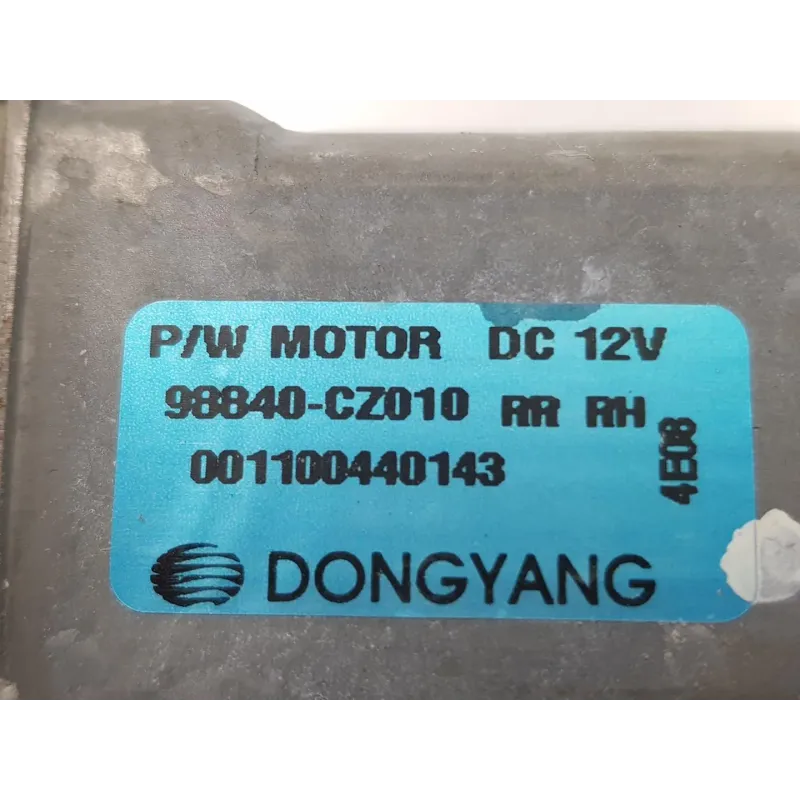 P/W MOTOR DC 12V
98840-CZ010 RR RH
001100440143
4E08
DONGYANG